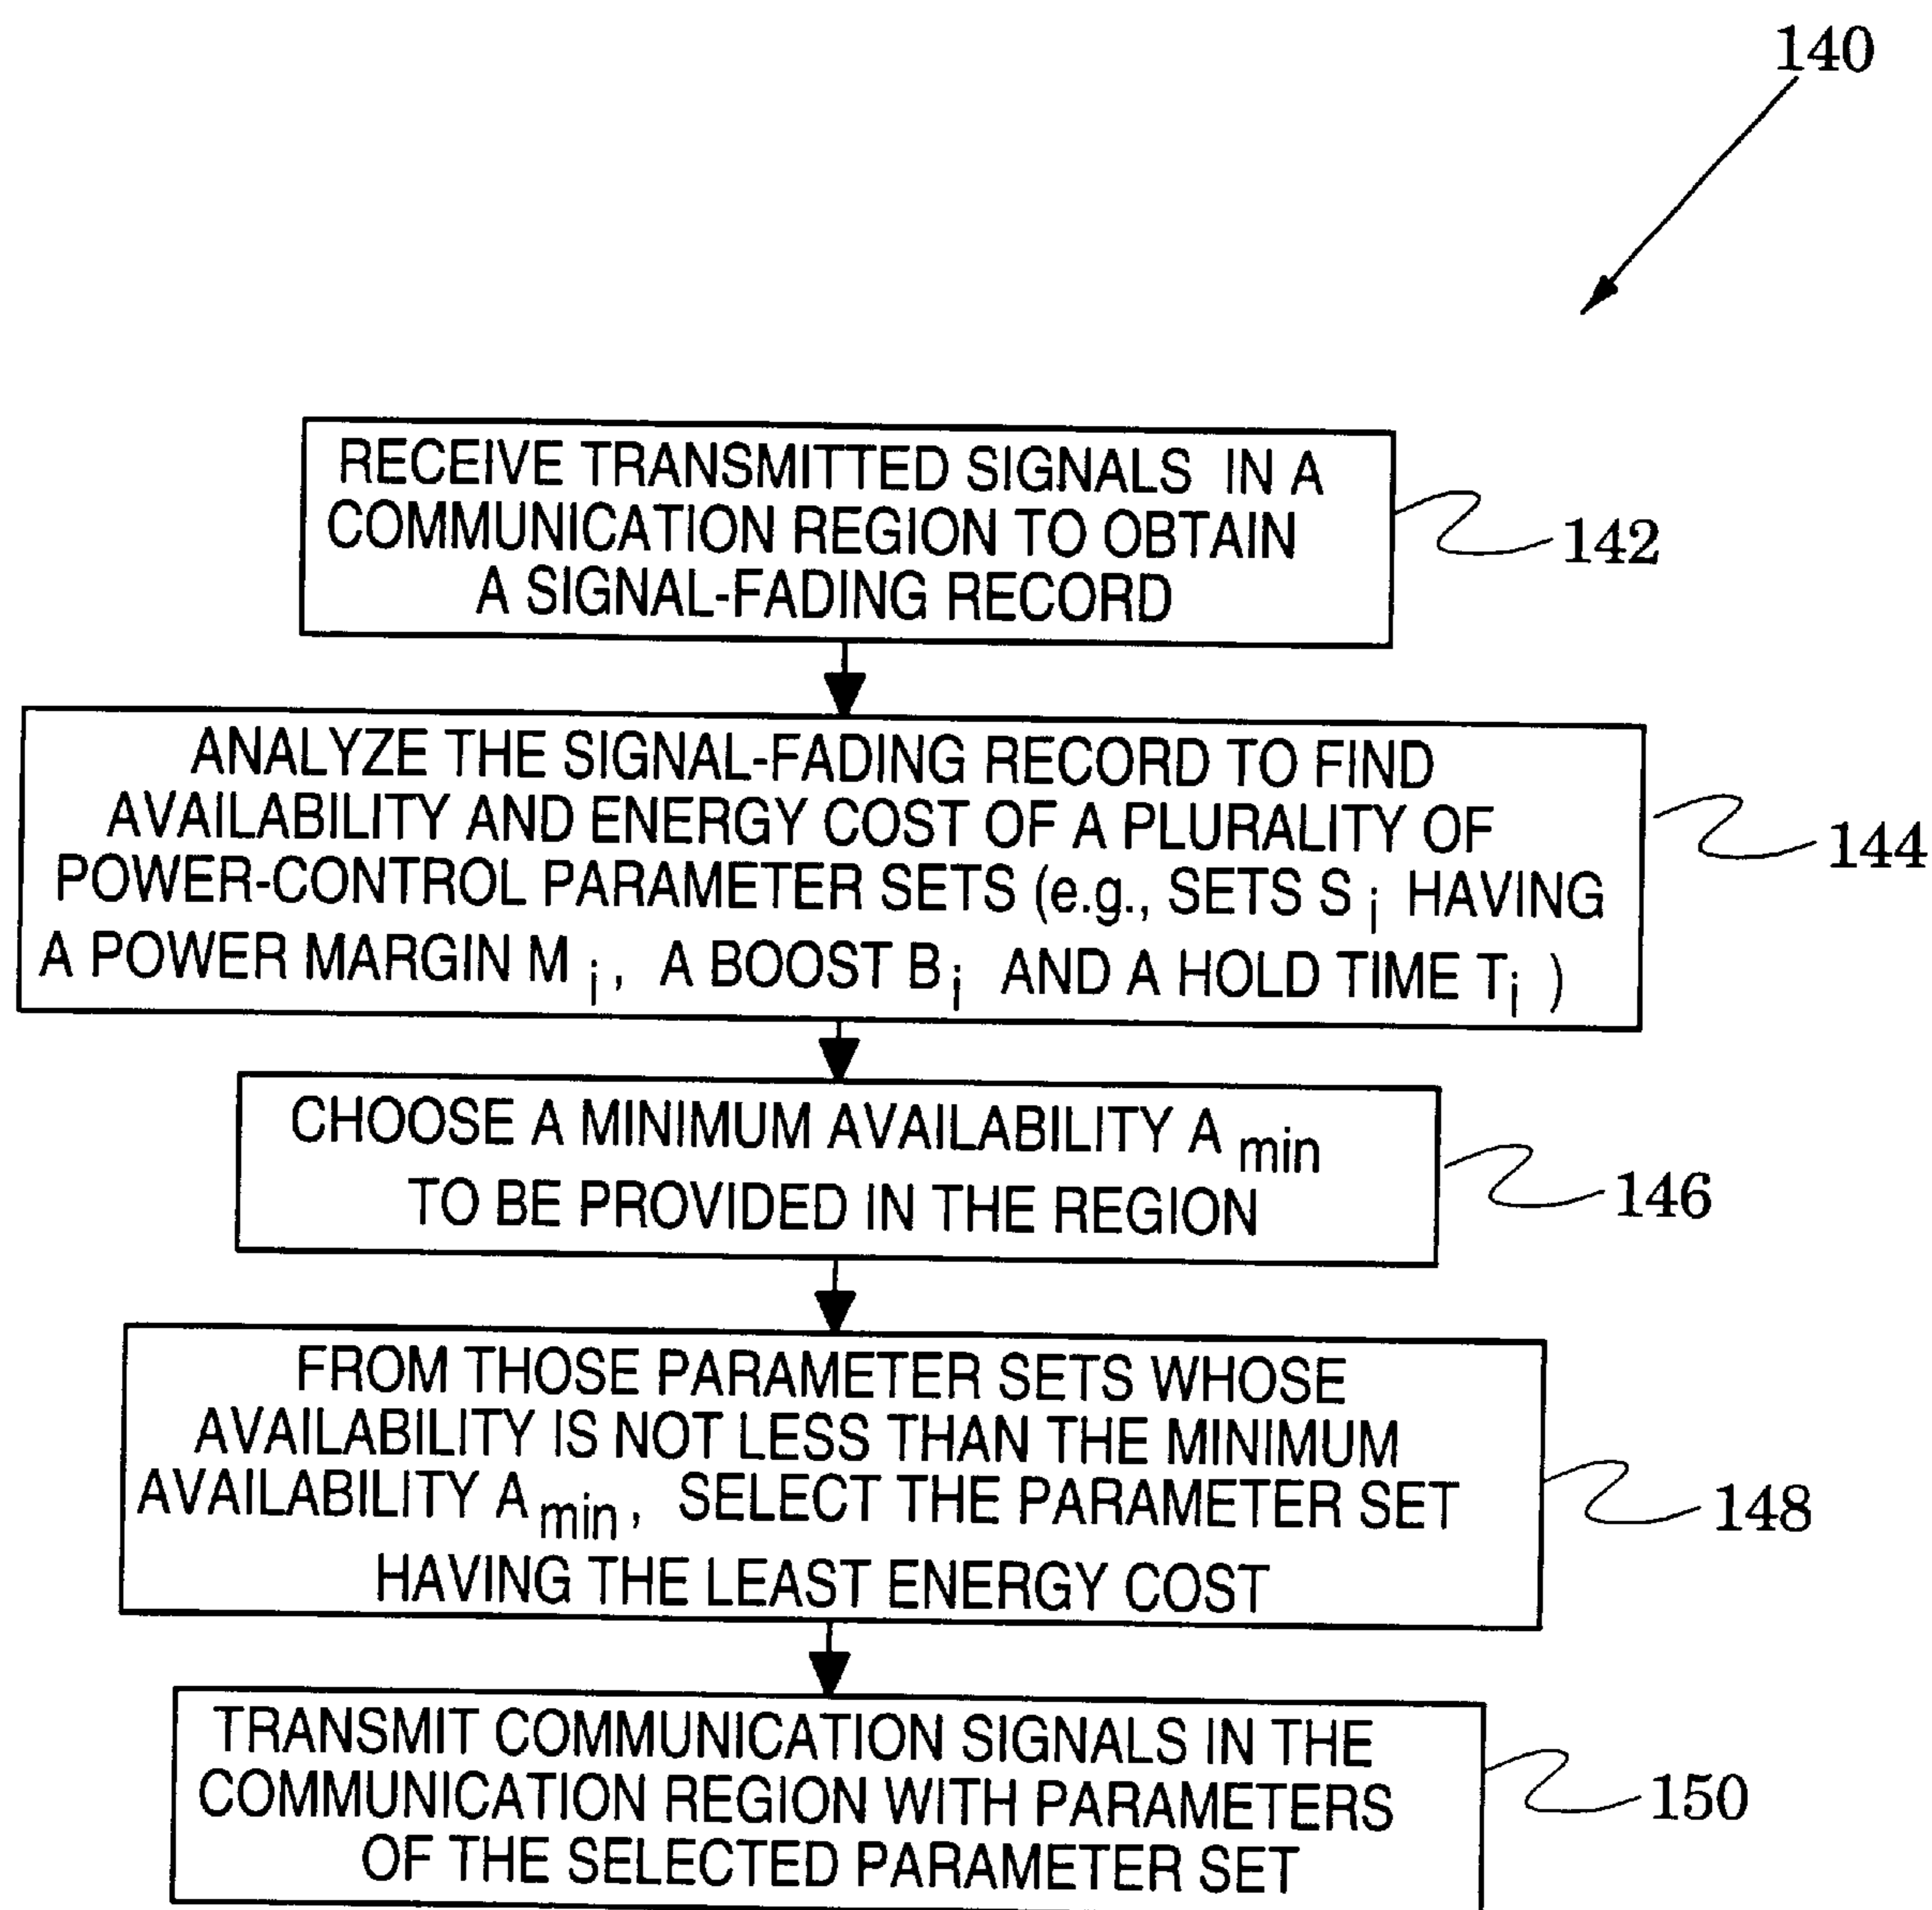 140
RECEIVE TRANSMITTED SIGNALS IN A
COMMUNICATION REGION TO OBTAIN
A SIGNAL-FADING RECORD
142
ANALYZE THE SIGNAL-FADING RECORD TO FIND
AVAILABILITY AND ENERGY COST OF A PLURALITY OF
POWER-CONTROL PARAMETER SETS (e.g., SETS S i HAVING
A POWER MARGIN M i, A BOOST B i AND A HOLD TIME T i )
144
CHOOSE A MINIMUM AVAILABILITY A min
TO BE PROVIDED IN THE REGION
146
FROM THOSE PARAMETER SETS WHOSE
AVAILABILITY IS NOT LESS THAN THE MINIMUM
AVAILABILITY A min, SELECT THE PARAMETER SET
HAVING THE LEAST ENERGY COST
148
TRANSMIT COMMUNICATION SIGNALS IN THE
COMMUNICATION REGION WITH PARAMETERS
OF THE SELECTED PARAMETER SET
150